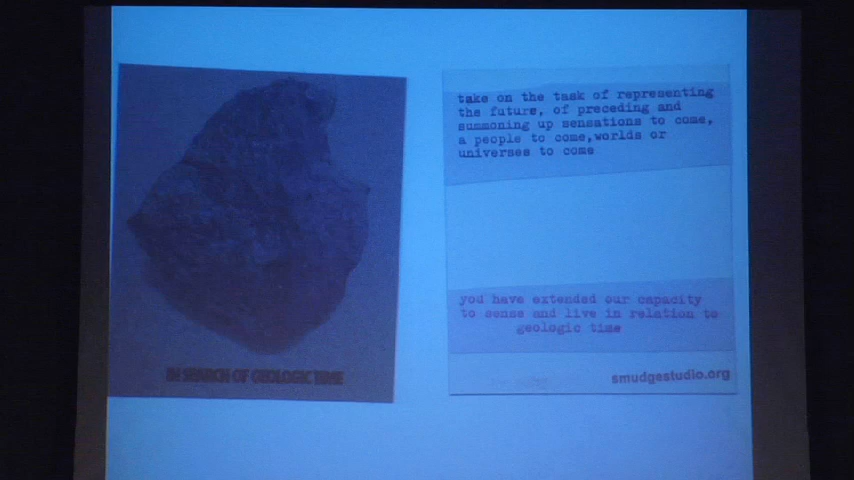 IN SEARCH OF GEOLOGIC TIME
take on the task of representing
the future, of preceding and
summoning up sensations to come,
a people to come,worlds or
universes to come
you have extended our capacity
to sense and live in relation to
geologic time
smudgestudio.org